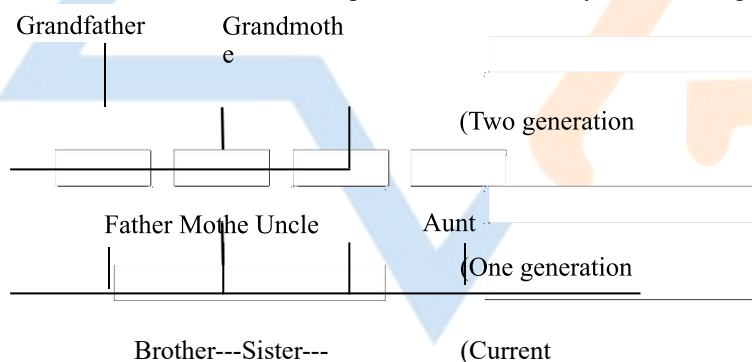 Grandfather Grandmoth
e
(Two generation
Father Mothe Uncle Aunt
(One generation
Brother---Sister--- (Current